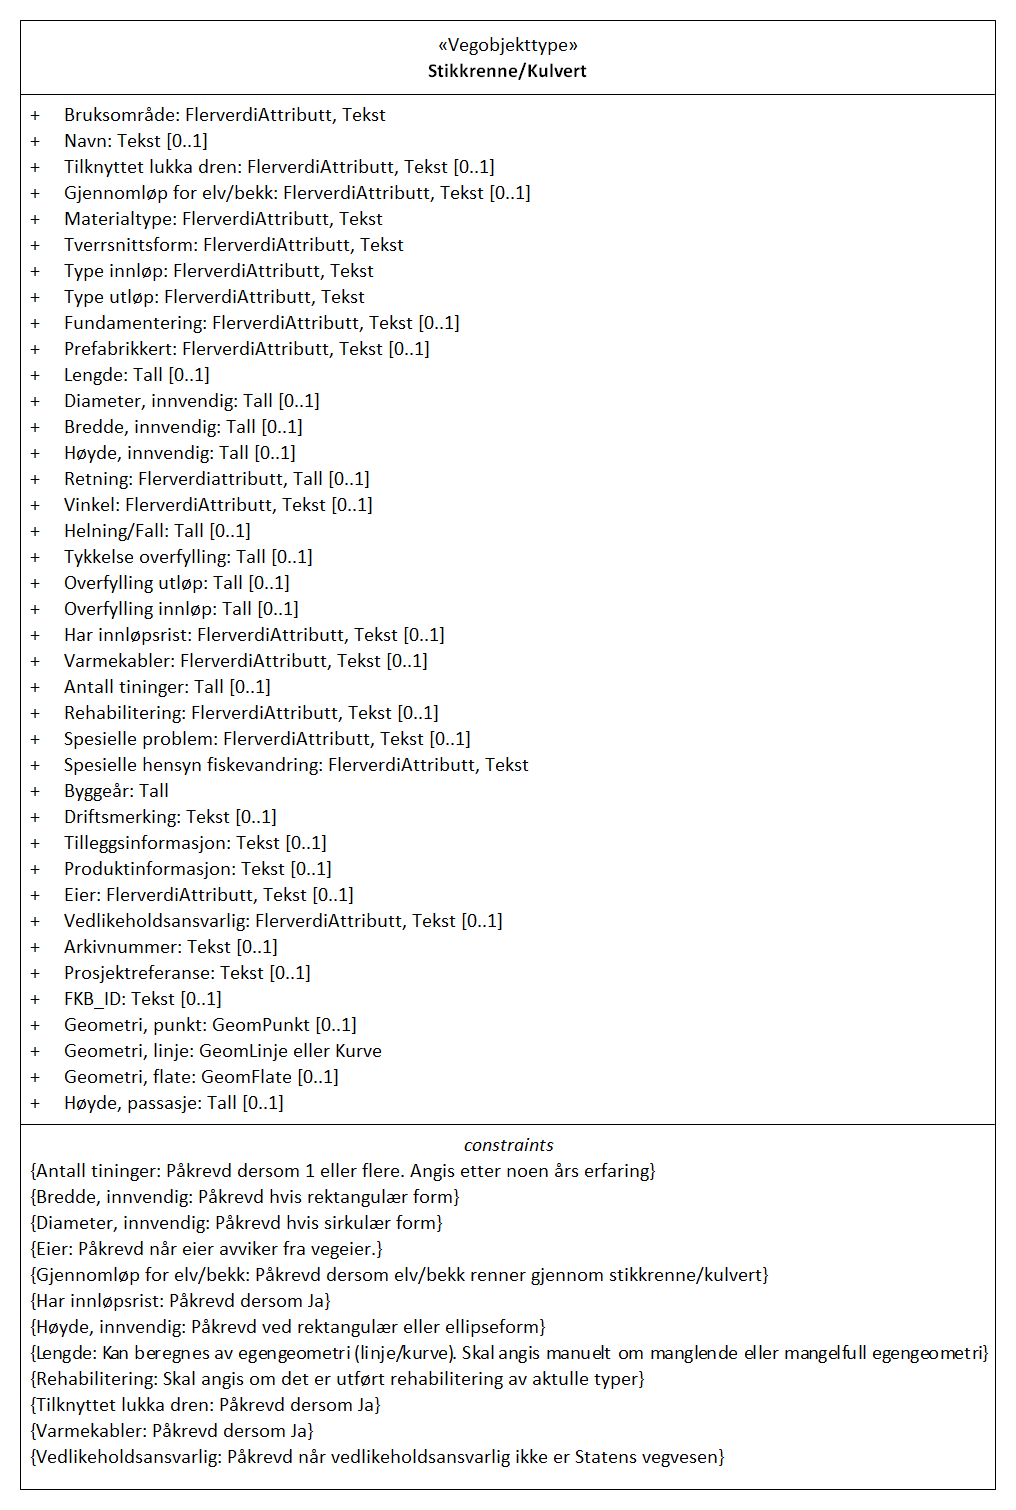 «Vegobjekttype»
Stikkrenne/Kulvert
+ Bruksområde: FlerverdiAttributt, Tekst
+ Navn: Tekst [0..1]
+ Tilknyttet lukka dren: FlerverdiAttributt, Tekst [0..1]
+ Gjennomløp for elv/bekk: FlerverdiAttributt, Tekst [0..1]
+ Materialtype: FlerverdiAttributt, Tekst
+ Tverrsnittsform: FlerverdiAttributt, Tekst
+ Type innløp: FlerverdiAttributt, Tekst
+ Type utløp: FlerverdiAttributt, Tekst
+ Fundamentering: FlerverdiAttributt, Tekst [0..1]
+ Prefabrikkert: FlerverdiAttributt, Tekst [0..1]
+ Lengde: Tall [0..1]
+ Diameter, innvendig: Tall [0..1]
+ Bredde, innvendig: Tall [0..1]
+ Høyde, innvendig: Tall [0..1]
+ Retning: Flerverdiattributt, Tall [0..1]
+ Vinkel: FlerverdiAttributt, Tekst [0..1]
+ Helning/Fall: Tall [0..1]
+ Tykkelse overfylling: Tall [0..1]
+ Overfylling utløp: Tall [0..1]
+ Overfylling innløp: Tall [0..1]
+ Har innløpsrist: FlerverdiAttributt, Tekst [0..1]
+ Varmekabler: FlerverdiAttributt, Tekst [0..1]
+ Antall tininger: Tall [0..1]
+ Rehabilitering: FlerverdiAttributt, Tekst [0..1]
+ Spesielle problem: FlerverdiAttributt, Tekst [0..1]
+ Spesielle hensyn fiskevandring: FlerverdiAttributt, Tekst
+ Byggeår: Tall
+ Driftsmerking: Tekst [0..1]
+ Tilleggsinformasjon: Tekst [0..1]
+ Produktinformasjon: Tekst [0..1]
+ Eier: FlerverdiAttributt, Tekst [0..1]
+ Vedlikeholdsansvarlig: FlerverdiAttributt, Tekst [0..1]
+ Arkivnummer: Tekst [0..1]
+ Prosjektreferanse: Tekst [0..1]
+ FKB_ID: Tekst [0..1]
+ Geometri, punkt: GeomPunkt [0..1]
+ Geometri, linje: GeomLinje eller Kurve
+ Geometri, flate: GeomFlate [0..1]
+ Høyde, passasje: Tall [0..1]
constraints
{Antall tininger: Påkrevd dersom 1 eller flere. Angis etter noen års erfaring}
{Bredde, innvendig: Påkrevd hvis rektangulær form}
{Diameter, innvendig: Påkrevd hvis sirkulær form}
{Eier: Påkrevd når eier avviker fra vegeier.}
{Gjennomløp for elv/bekk: Påkrevd dersom elv/bekk renner gjennom stikkrenne/kulvert}
{Har innløpsrist: Påkrevd dersom Ja}
{Høyde, innvendig: Påkrevd ved rektangulær eller ellipseform}
{Lengde: Kan beregnes av egengeometri (linje/kurve). Skal angis manuelt om manglende eller mangelfull egengeometri}
{Rehabilitering: Skal angis om det er utført rehabilitering av aktulle typer}
{Tilknyttet lukka dren: Påkrevd dersom Ja}
{Varmekabler: Påkrevd dersom Ja}
{Vedlikeholdsansvarlig: Påkrevd når vedlikeholdsansvarlig ikke er Statens vegvesen}